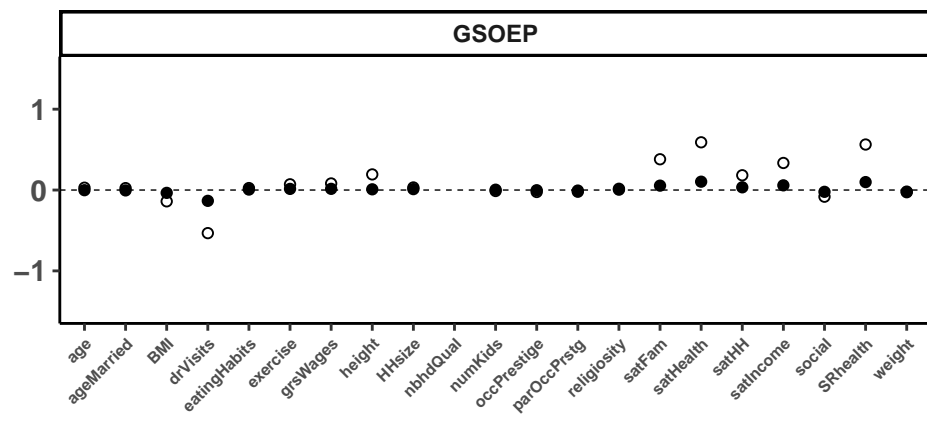 GSOEP
1
0
−1
age
ageMarried
BMI
drVisits
eatingHabits
exercise
grsWages
height
HHsize
nbhdQual
numKids
occPrestige
parOccPrstg
religiosity
satFam
satHealth
satHH
satIncome
social
SRhealth
weight